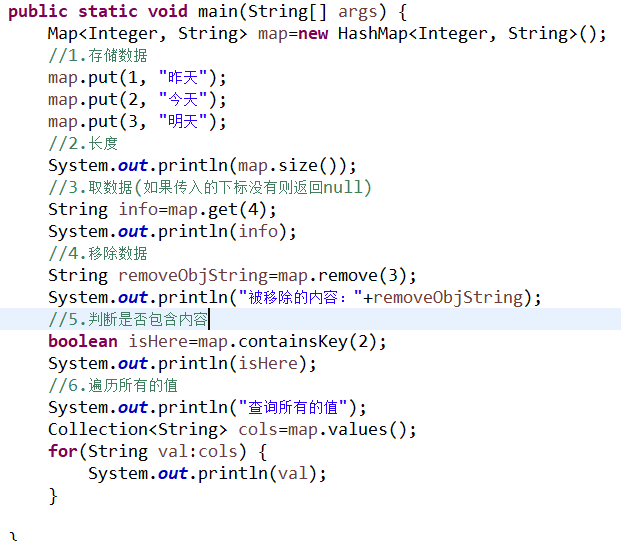 public static void main(String[] args) {
    Map<Integer, String> map=new HashMap<Integer, String>();
    //1.存储数据
    map.put(1, "昨天");
    map.put(2, "今天");
    map.put(3, "明天");
    //2.长度
    System.out.println(map.size());
    //3.取数据(如果传入的下标没有则返回null)
    String info=map.get(4);
    System.out.println(info);
    //4.移除数据
    String removeObjString=map.remove(3);
    System.out.println("被移除的内容："+removeObjString);
    //5.判断是否包含内容
    boolean isHere=map.containsKey(2);
    System.out.println(isHere);
    //6.遍历所有的值
    System.out.println("查询所有的值");
    Collection<String> cols=map.values();
    for(String val:cols) {
        System.out.println(val);
    }
}